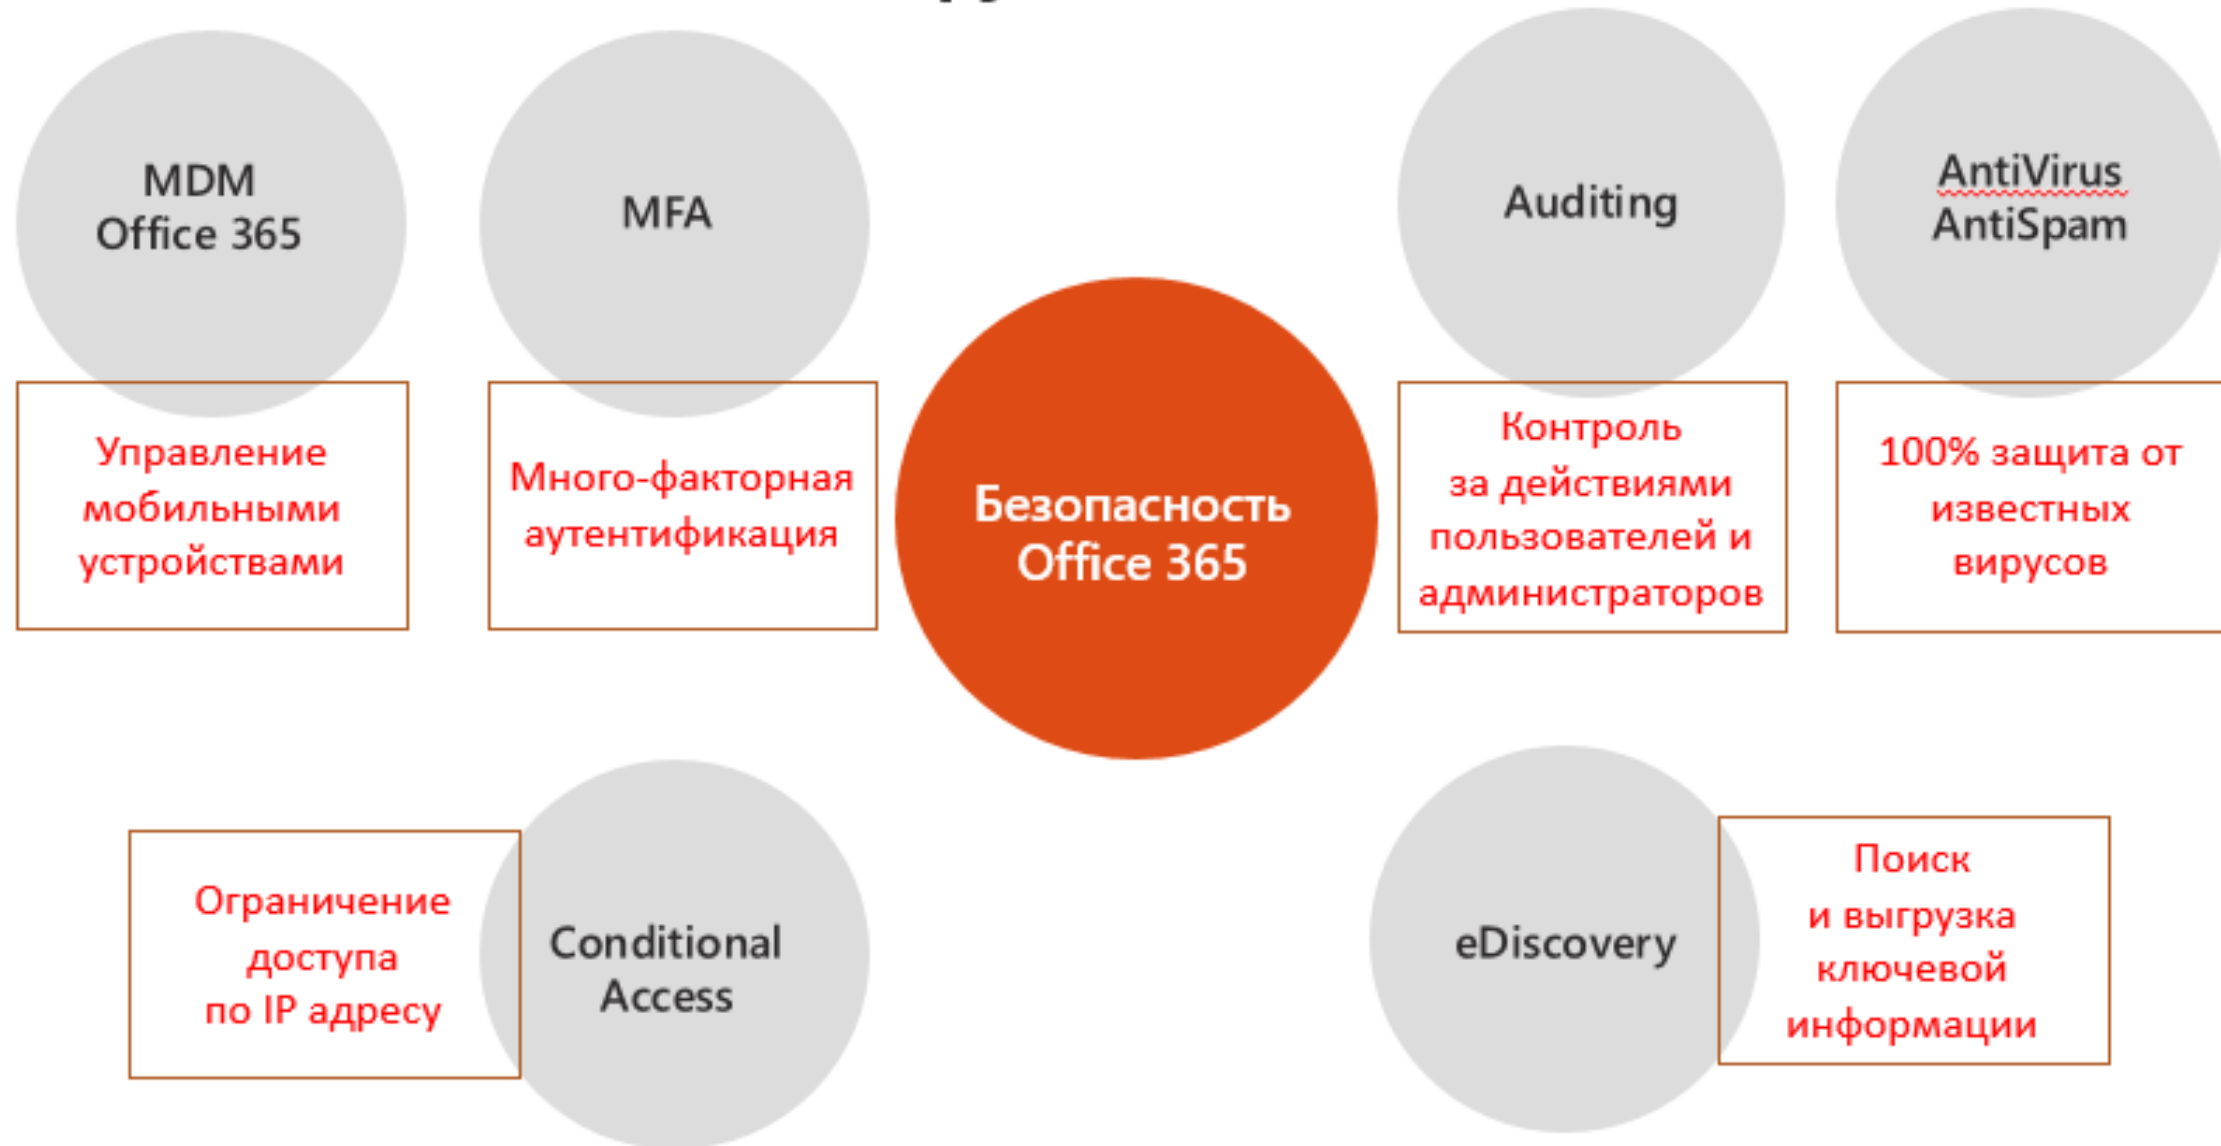 MDM
Office 365
Управление
мобильными
устройствами
MFA
Много-факторная
аутентификация
Безопасность
Office 365
Auditing
Контроль
за действиями
пользователей и
администраторов
AntiVirus
AntiSpam
100% защита от
известных
вирусов
Ограничение
доступа
по IP адресу
Conditional
Access
eDiscovery
Поиск
и выгрузка
ключевой
информации